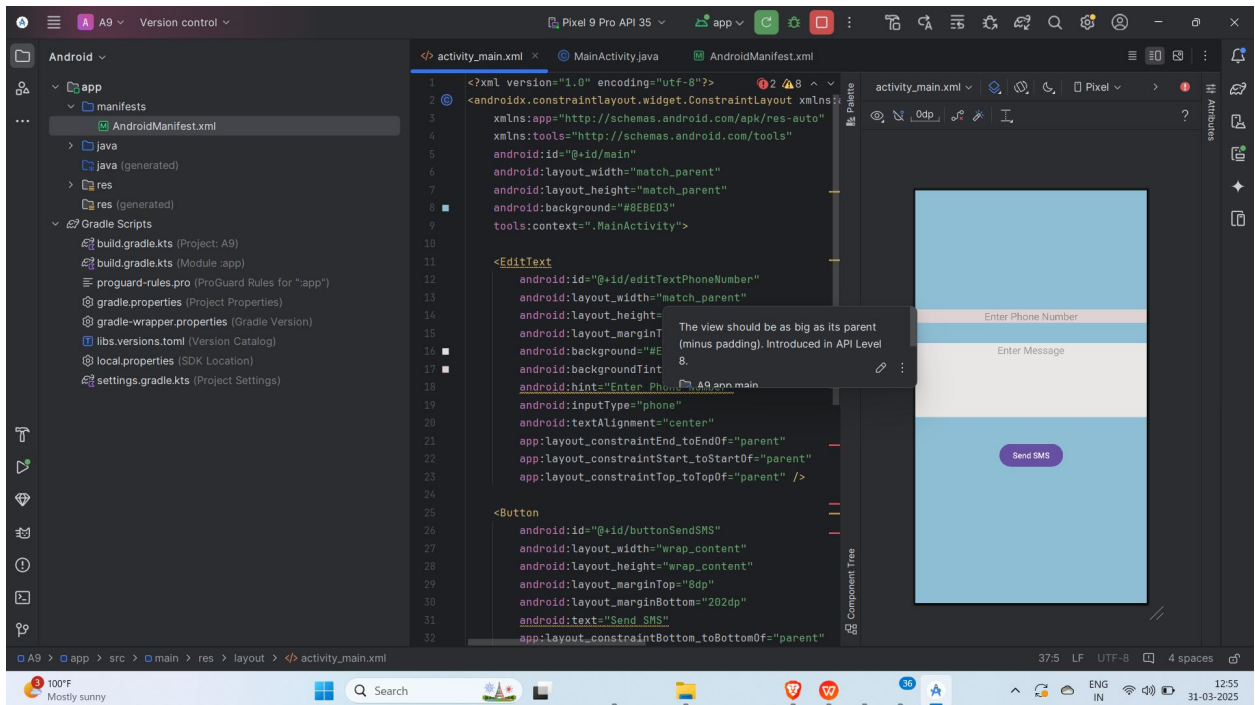 A A9 Version control Pixel 9 Pro API 35 app
Android
activity_main.xml MainActivity.java AndroidManifest.xml
app
manifests
AndroidManifest.xml
java
java (generated)
res
res (generated)
Gradle Scripts
build.gradle.kts (Project: A9)
build.gradle.kts (Module :app)
proguard-rules.pro (ProGuard Rules for ":app")
gradle.properties (Project Properties)
gradle-wrapper.properties (Gradle Version)
libs.versions.toml (Version Catalog)
local.properties (SDK Location)
settings.gradle.kts (Project Settings)
2 8
1 <?xml version="1.0" encoding="utf-8"?>
2 <androidx.constraintlayout.widget.ConstraintLayout xmlns:
3 xmlns:app="http://schemas.android.com/apk/res-auto"
4 xmlns:tools="http://schemas.android.com/tools"
5 android:id="@+id/main"
6 android:layout_width="match_parent"
7 android:layout_height="match_parent"
8 android:background="#8EBED3"
9 tools:context=".MainActivity">
10
11 <EditText
12 android:id="@+id/editTextPhoneNumber"
13 android:layout_width="match_parent"
14 android:layout_height=
15 android:layout_marginT
16 android:background="#E
17 android:backgroundTint
18 android:hint="Enter Phone Number"
19 android:inputType="phone"
20 android:textAlignment="center"
21 app:layout_constraintEnd_toEndOf="parent"
22 app:layout_constraintStart_toStartOf="parent"
23 app:layout_constraintTop_toTopOf="parent" />
24
25 <Button
26 android:id="@+id/buttonSendSMS"
27 android:layout_width="wrap_content"
28 android:layout_height="wrap_content"
29 android:layout_marginTop="8dp"
30 android:layout_marginBottom="202dp"
31 android:text="Send SMS"
32 app:layout_constraintBottom_toBottomOf="parent"
The view should be as big as its parent
(minus padding). Introduced in API Level
8.
A9.app.main
Palette
Component Tree
activity_main.xml Pixel
0dp
?
Attributes
Enter Phone Number
Enter Message
Send SMS
A9 > app > src > main > res > layout > activity_main.xml
37:5 LF UTF-8 4 spaces
3
100°F
Mostly sunny
Search
36
ENG
IN
12:55
31-03-2025